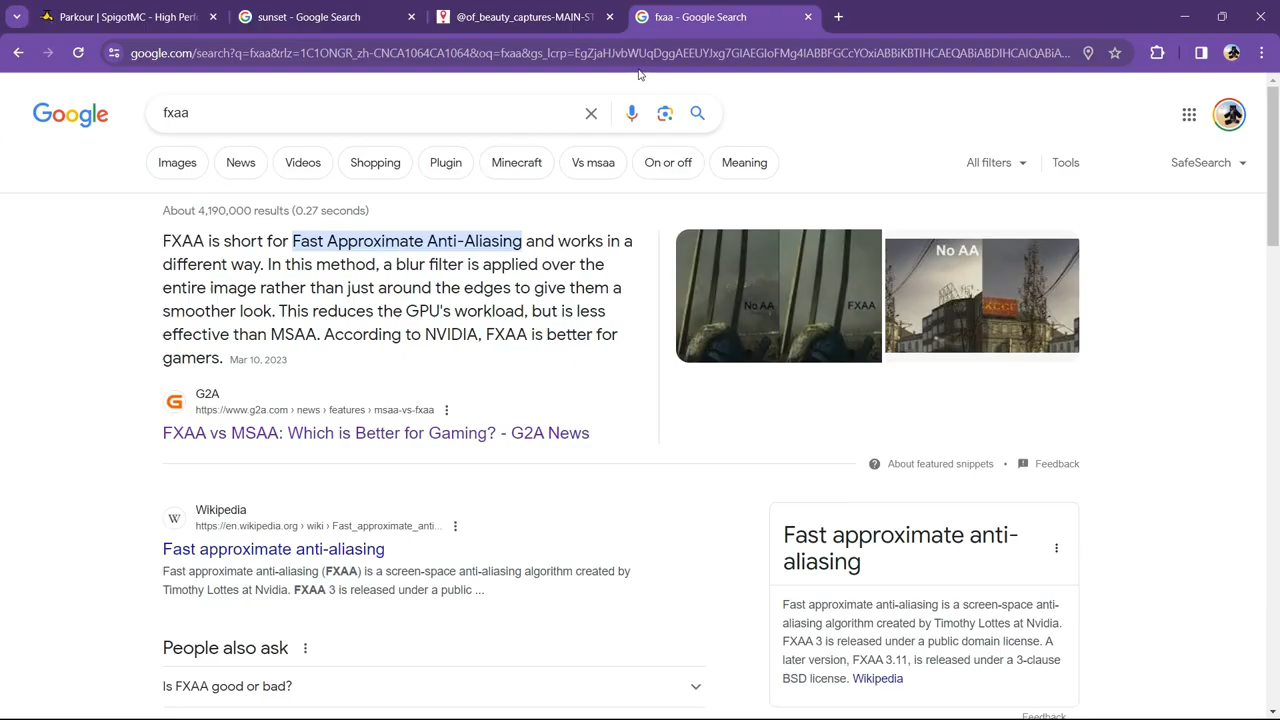 Parkour | SpigotMC - High Perf
sunset - Google Search
@of_beauty_captures-MAIN-ST
fxaa - Google Search
google.com/search?q=fxaa&rlz=1C1ONGR_zh-CNCA1064CA1064&oq=fxaa&gs_lcrp=EgZjaHJvbWUqDggAEEUYJxg7GIAEGIoFMg4IABBFGCcYOxiABBiKBTIHCAEQABiABDIHCAIQABiA...
Google
fxaa
Images
News
Videos
Shopping
Plugin
Minecraft
Vs msaa
On or off
Meaning
All filters
Tools
SafeSearch
About 4,190,000 results (0.27 seconds)
FXAA is short for Fast Approximate Anti-Aliasing and works in a
different way. In this method, a blur filter is applied over the
entire image rather than just around the edges to give them a
smoother look. This reduces the GPU's workload, but is less
effective than MSAA. According to NVIDIA, FXAA is better for
gamers. Mar 10, 2023
No AA
FXAA
No AA
G2A
https://www.g2a.com › news › features › msaa-vs-fxaa
FXAA vs MSAA: Which is Better for Gaming? - G2A News
About featured snippets
•
Feedback
W
Wikipedia
https://en.wikipedia.org › wiki › Fast_approximate_anti...
Fast approximate anti-aliasing
Fast approximate anti-aliasing (FXAA) is a screen-space anti-aliasing algorithm created by
Timothy Lottes at Nvidia. FXAA 3 is released under a public ...
People also ask
Is FXAA good or bad?
Fast approximate anti-
aliasing
Fast approximate anti-aliasing is a screen-space anti-
aliasing algorithm created by Timothy Lottes at Nvidia.
FXAA 3 is released under a public domain license. A
later version, FXAA 3.11, is released under a 3-clause
BSD license. Wikipedia
Feedback